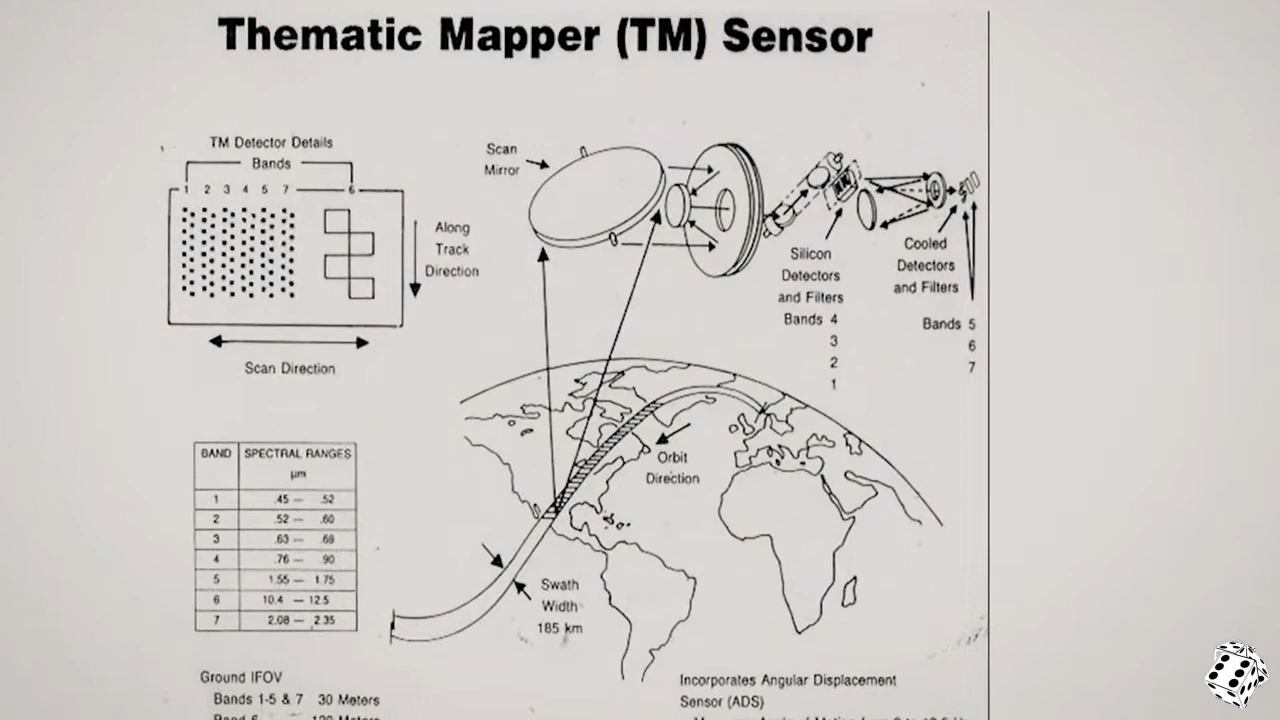 Thematic Mapper (TM) Sensor
TM Detector Details
Bands
1 2 3 4 5 7 6
Along
Track
Direction
Scan Direction
Scan
Mirror
Silicon
Detectors
and Filters
Bands 4
3
2
1
Cooled
Detectors
and Filters
Bands 5
6
7
Orbit
Direction
Swath
Width
185 km
BAND SPECTRAL RANGES
µm
1 .45 — .52
2 .52 — .60
3 .63 — .69
4 .76 — .90
5 1.55 — 1.75
6 10.4 — 12.5
7 2.08 — 2.35
Ground IFOV
Bands 1-5 & 7 30 Meters
Band 6 120 Meters
Incorporates Angular Displacement
Sensor (ADS)